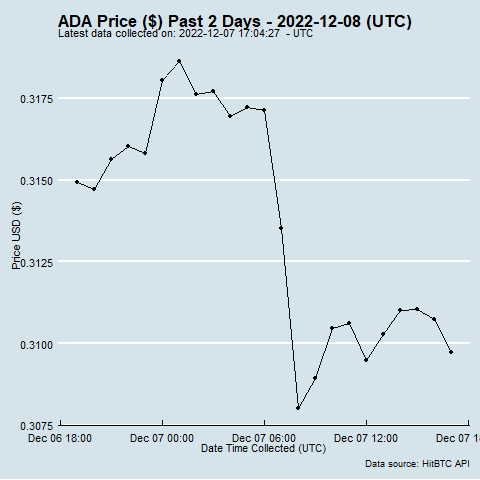 ADA Price ($) Past 2 Days - 2022-12-08 (UTC)
Latest data collected on: 2022-12-07 17:04:27 - UTC
Price USD ($)
0.3175
0.3150
0.3125
0.3100
0.3075
Dec 06 18:00 Dec 07 00:00 Dec 07 06:00 Dec 07 12:00 Dec 07 18
Date Time Collected (UTC)
Data source: HitBTC API